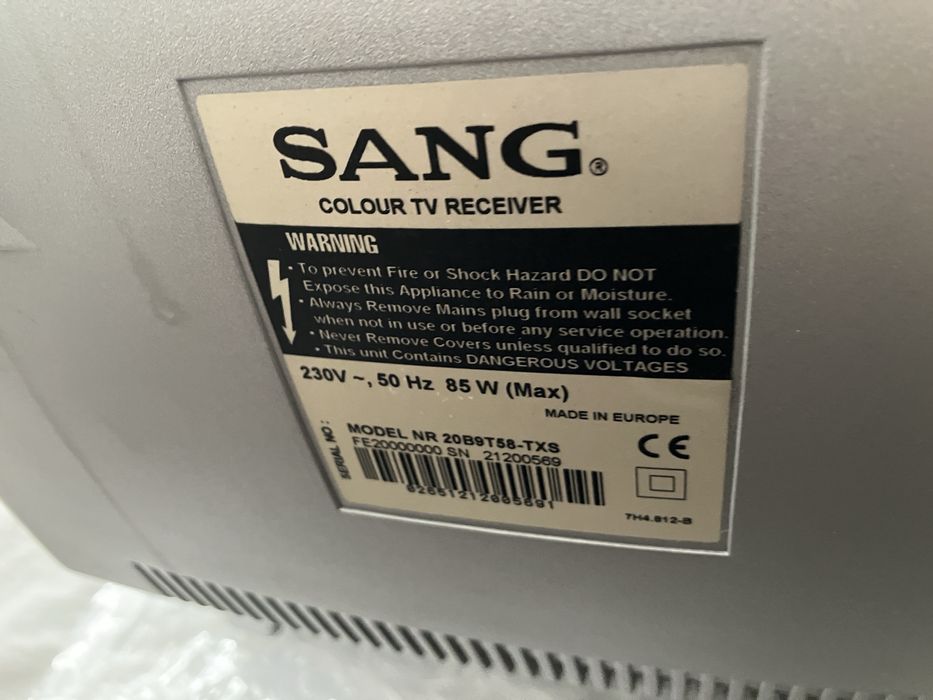 SANG®
COLOUR TV RECEIVER
WARNING
• To prevent Fire or Shock Hazard DO NOT
Expose this Appliance to Rain or Moisture.
• Always Remove Mains plug from wall socket
when not in use or before any service operation.
• Never Remove Covers unless qualified to do so.
• This unit Contains DANGEROUS VOLTAGES
230V ~, 50 Hz 85 W (Max)
MADE IN EUROPE
SERIAL NO:
MODEL NR 20B9T58-TXS
FE20000000 SN 21200569
CE
7H4.812-B